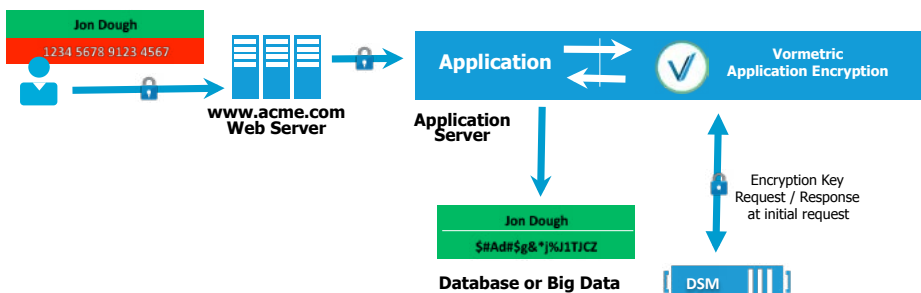 Jon Dough
1234 5678 9123 4567
www.acme.com
Web Server
Application
Vormetric
Application Encryption
Application
Server
Encryption Key
Request / Response
at initial request
Jon Dough
$#Ad#$g&*j%J1TJCZ
Database or Big Data
DSM